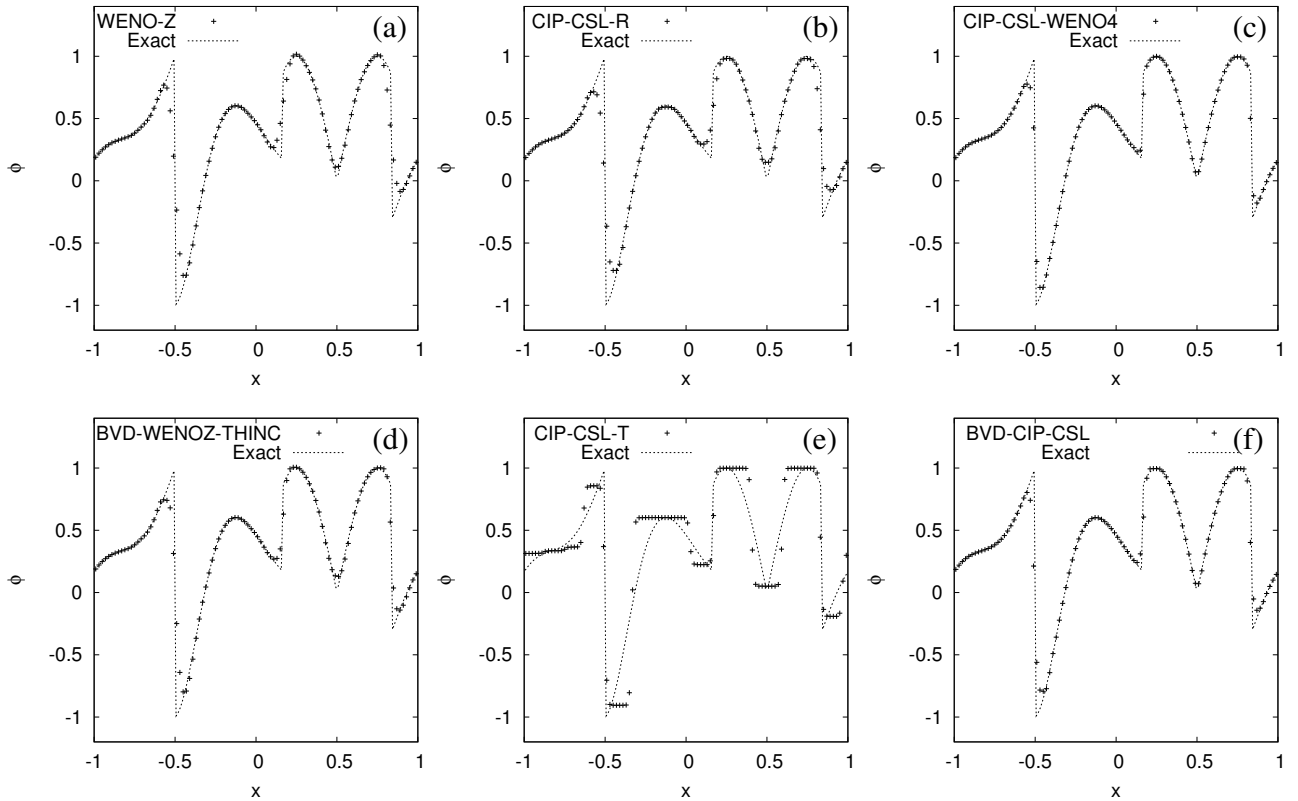 WENO-Z
Exact
(a)
1
0.5
0
-0.5
-1
-1 -0.5 0 0.5 1
ϕ
x
CIP-CSL-R
Exact
(b)
1
0.5
0
-0.5
-1
-1 -0.5 0 0.5 1
ϕ
x
CIP-CSL-WENO4
Exact
(c)
1
0.5
0
-0.5
-1
-1 -0.5 0 0.5 1
ϕ
x
BVD-WENOZ-THINC
Exact
(d)
1
0.5
0
-0.5
-1
-1 -0.5 0 0.5 1
ϕ
x
CIP-CSL-T
Exact
(e)
1
0.5
0
-0.5
-1
-1 -0.5 0 0.5 1
ϕ
x
BVD-CIP-CSL
Exact
(f)
1
0.5
0
-0.5
-1
-1 -0.5 0 0.5 1
ϕ
x